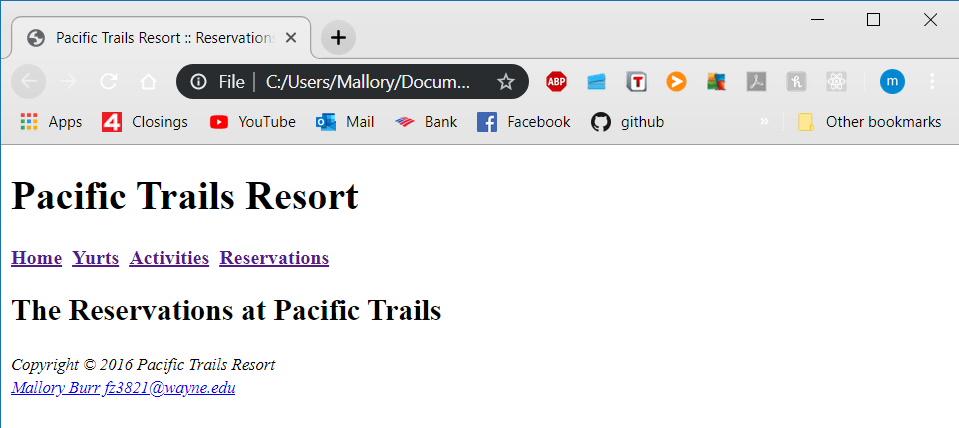 Pacific Trails Resort :: Reservations
File | C:/Users/Mallory/Docum...
ABP T m
Apps 4 Closings YouTube Mail Bank Facebook github » Other bookmarks
Pacific Trails Resort
Home Yurts Activities Reservations
The Reservations at Pacific Trails
Copyright © 2016 Pacific Trails Resort
Mallory Burr fz3821@wayne.edu